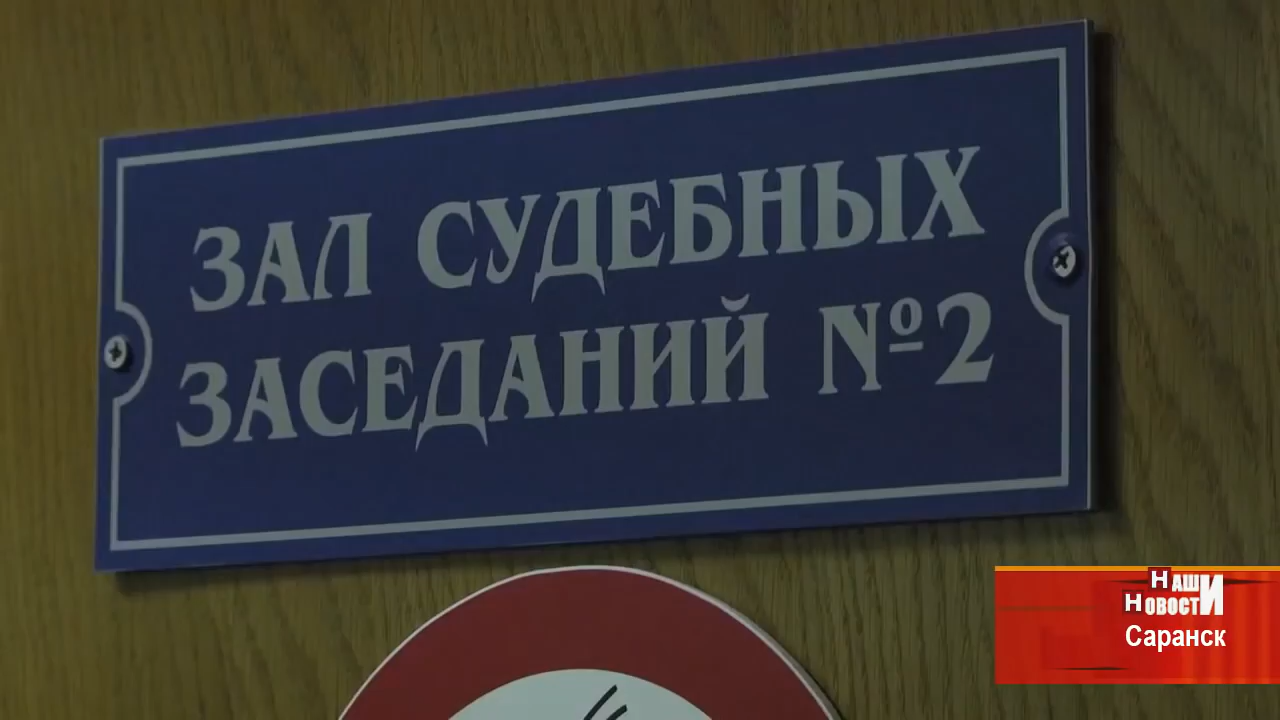 ЗАЛ СУДЕБНЫХ
ЗАСЕДАНИЙ №2
НАШИ
НОВОСТИ
Саранск